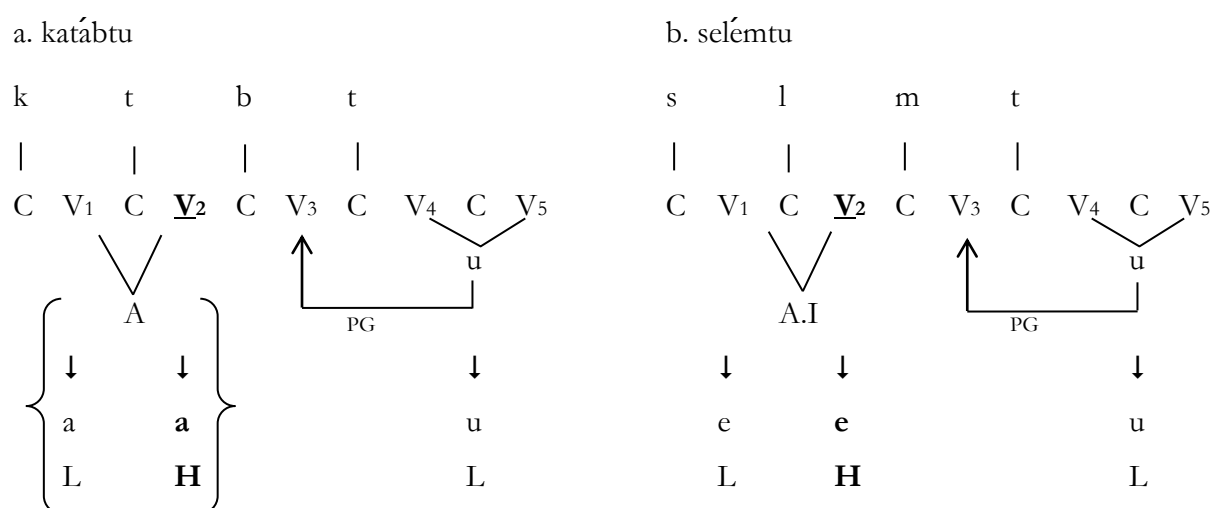 a. katábtu b. selémtu
k t b t s l m t
C V1 C V2 C V3 C V4 C V5 C V1 C V2 C V3 C V4 C V5
u u
A A.I
PG PG
a a u e e u
L H L L H L